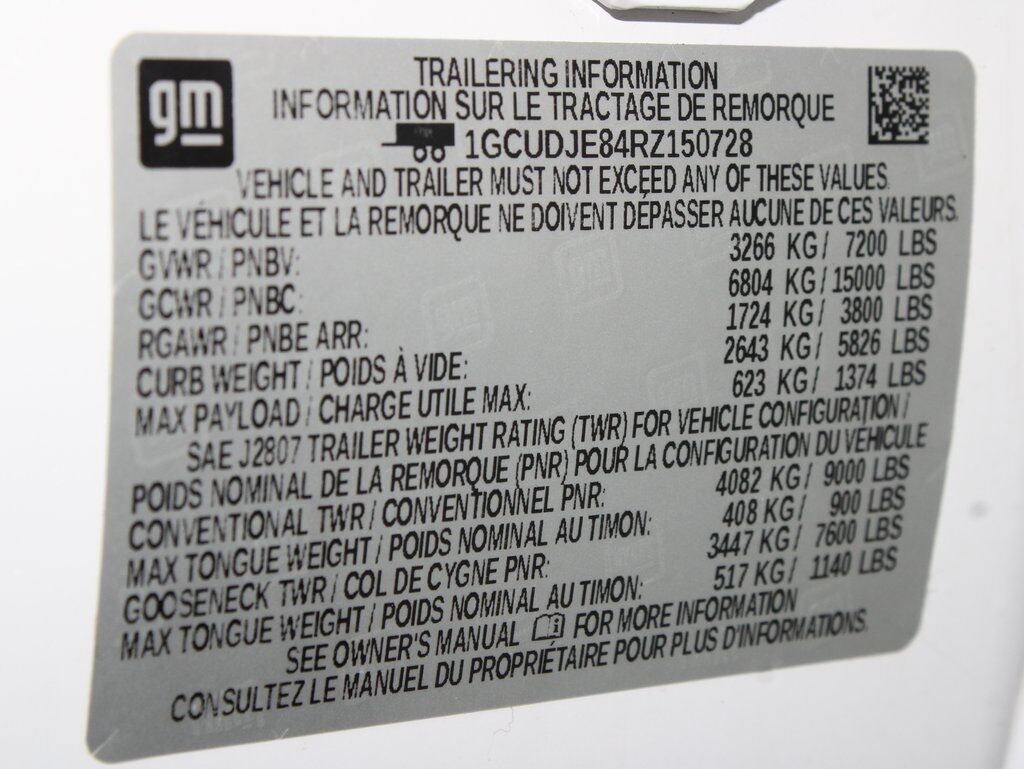 gm
TRAILERING INFORMATION
INFORMATION SUR LE TRACTAGE DE REMORQUE
1GCUDJE84RZ150728
VEHICLE AND TRAILER MUST NOT EXCEED ANY OF THESE VALUES.
LE VÉHICULE ET LA REMORQUE NE DOIVENT DÉPASSER AUCUNE DE CES VALEURS.
GVWR / PNBV: 3266 KG/ 7200 LBS
GCWR / PNBC: 6804 KG/ 15000 LBS
RGAWR / PNBE ARR: 1724 KG/ 3800 LBS
CURB WEIGHT / POIDS À VIDE: 2643 KG/ 5826 LBS
MAX PAYLOAD / CHARGE UTILE MAX: 623 KG/ 1374 LBS
SAE J2807 TRAILER WEIGHT RATING (TWR) FOR VEHICLE CONFIGURATION /
POIDS NOMINAL DE LA REMORQUE (PNR) POUR LA CONFIGURATION DU VÉHICULE
CONVENTIONAL TWR / CONVENTIONNEL PNR: 4082 KG/ 9000 LBS
MAX TONGUE WEIGHT / POIDS NOMINAL AU TIMON: 408 KG/ 900 LBS
GOOSENECK TWR / COL DE CYGNE PNR: 3447 KG/ 7600 LBS
MAX TONGUE WEIGHT / POIDS NOMINAL AU TIMON: 517 KG/ 1140 LBS
SEE OWNER'S MANUAL FOR MORE INFORMATION
CONSULTEZ LE MANUEL DU PROPRIÉTAIRE POUR PLUS D'INFORMATIONS.